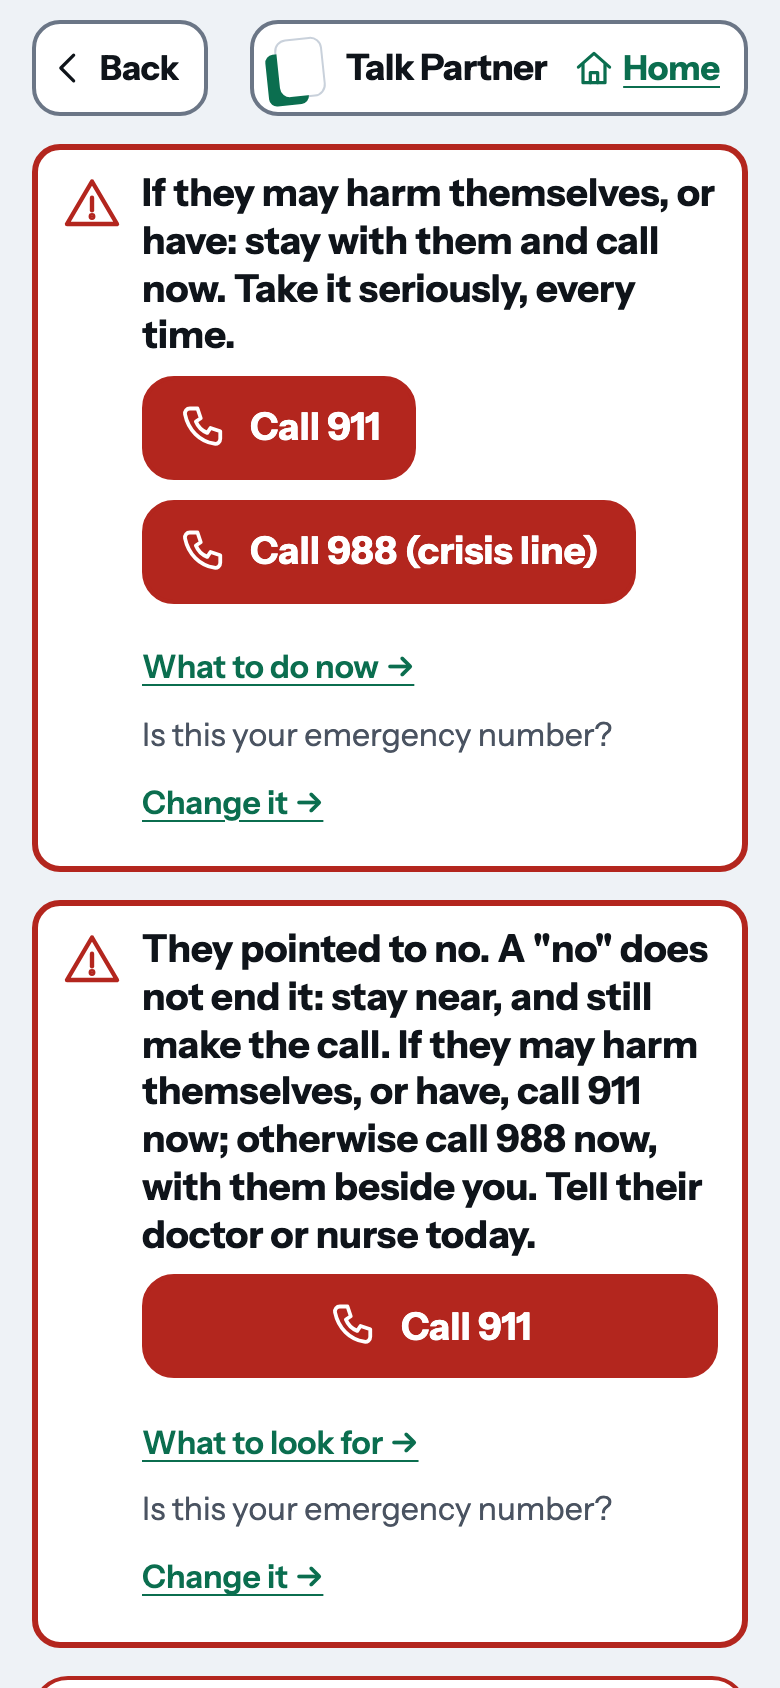 Back
Talk Partner
Home
If they may harm themselves, or
have: stay with them and call
now. Take it seriously, every
time.
Call 911
Call 988 (crisis line)
What to do now →
Is this your emergency number?
Change it →
They pointed to no. A "no" does
not end it: stay near, and still
make the call. If they may harm
themselves, or have, call 911
now; otherwise call 988 now,
with them beside you. Tell their
doctor or nurse today.
Call 911
What to look for →
Is this your emergency number?
Change it →